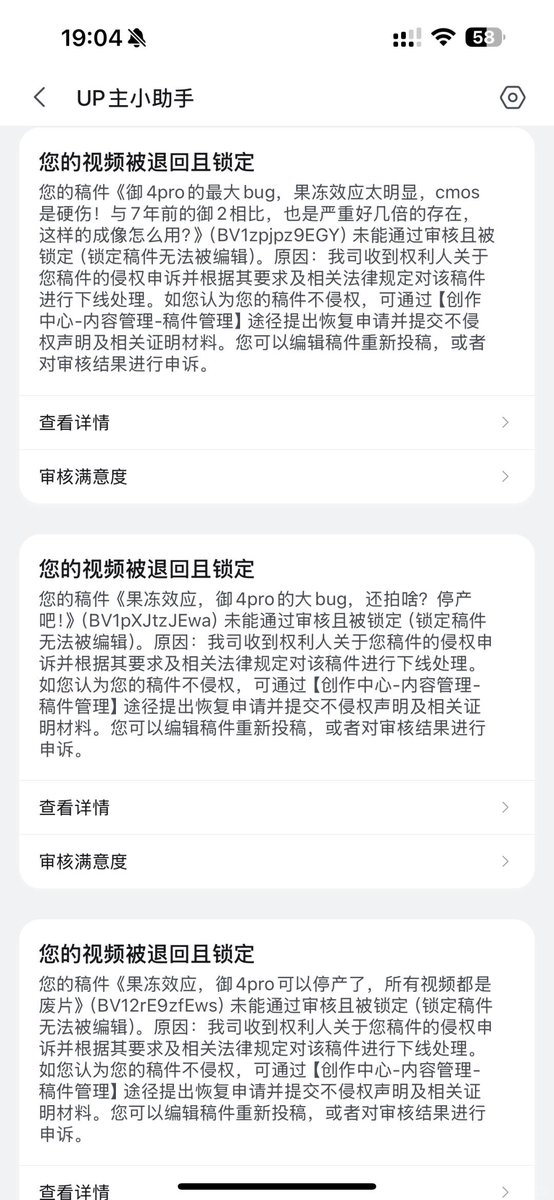 19:04
58
UP主小助手
您的视频被退回且锁定
您的稿件《御4pro的最大bug，果冻效应太明显，cmos
是硬伤！与7年前的御2相比，也是严重好几倍的存在，
这样的成像怎么用？》(BV1zpjpz9EGY) 未能通过审核且被
锁定 (锁定稿件无法被编辑)。原因：我司收到权利人关于
您稿件的侵权申诉并根据其要求及相关法律规定对该稿件
进行下线处理。如您认为您的稿件不侵权，可通过【创作
中心-内容管理-稿件管理】途径提出恢复申请并提交不侵
权声明及相关证明材料。您可以编辑稿件重新投稿，或者
对审核结果进行申诉。
查看详情
审核满意度
您的视频被退回且锁定
您的稿件《果冻效应，御4pro的大bug，还拍啥？停产
吧!》(BV1pXJtzJEwa) 未能通过审核且被锁定 (锁定稿件
无法被编辑)。原因：我司收到权利人关于您稿件的侵权申
诉并根据其要求及相关法律规定对该稿件进行下线处理。
如您认为您的稿件不侵权，可通过【创作中心-内容管理-
稿件管理】途径提出恢复申请并提交不侵权声明及相关证
明材料。您可以编辑稿件重新投稿，或者对审核结果进行
申诉。
查看详情
审核满意度
您的视频被退回且锁定
您的稿件《果冻效应，御4pro可以停产了，所有视频都是
废片》(BV12rE9zfEws) 未能通过审核且被锁定 (锁定稿件
无法被编辑)。原因：我司收到权利人关于您稿件的侵权申
诉并根据其要求及相关法律规定对该稿件进行下线处理。
如您认为您的稿件不侵权，可通过【创作中心-内容管理-
稿件管理】途径提出恢复申请并提交不侵权声明及相关证
明材料。您可以编辑稿件重新投稿，或者对审核结果进行
申诉。
查看详情